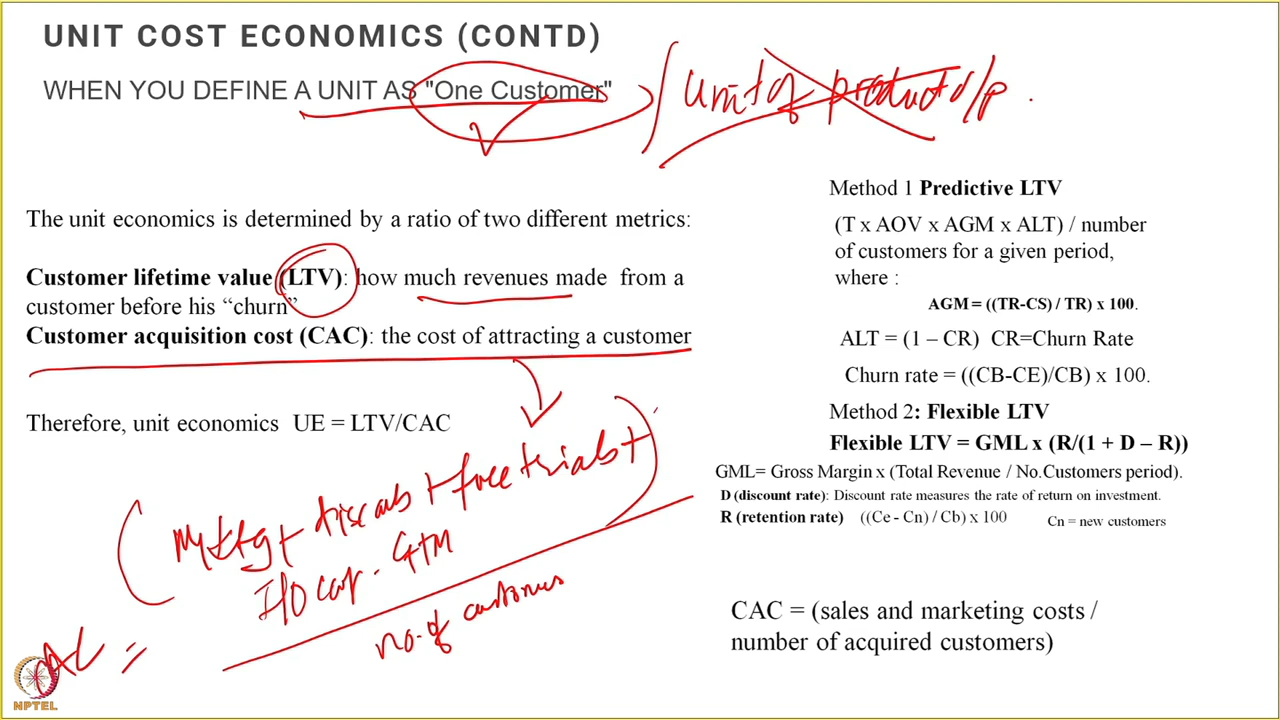 UNIT COST ECONOMICS (CONTD)
WHEN YOU DEFINE A UNIT AS "One Customer"
unit of product o/p .
The unit economics is determined by a ratio of two different metrics:
Customer lifetime value (LTV): how much revenues made from a
customer before his “churn”
Customer acquisition cost (CAC): the cost of attracting a customer
Therefore, unit economics UE = LTV/CAC
Mktg + discounts + free trials +
GTM
no. of customers
NPTEL
Method 1 Predictive LTV
(T x AOV x AGM x ALT) / number
of customers for a given period,
where :
AGM = ((TR-CS) / TR) x 100.
ALT = (1 – CR) CR=Churn Rate
Churn rate = ((CB-CE)/CB) x 100.
Method 2: Flexible LTV
Flexible LTV = GML x (R/(1 + D – R))
GML= Gross Margin x (Total Revenue / No.Customers period).
D (discount rate): Discount rate measures the rate of return on investment.
R (retention rate) ((Ce - Cn) / Cb) x 100 Cn = new customers
CAC = (sales and marketing costs /
number of acquired customers)